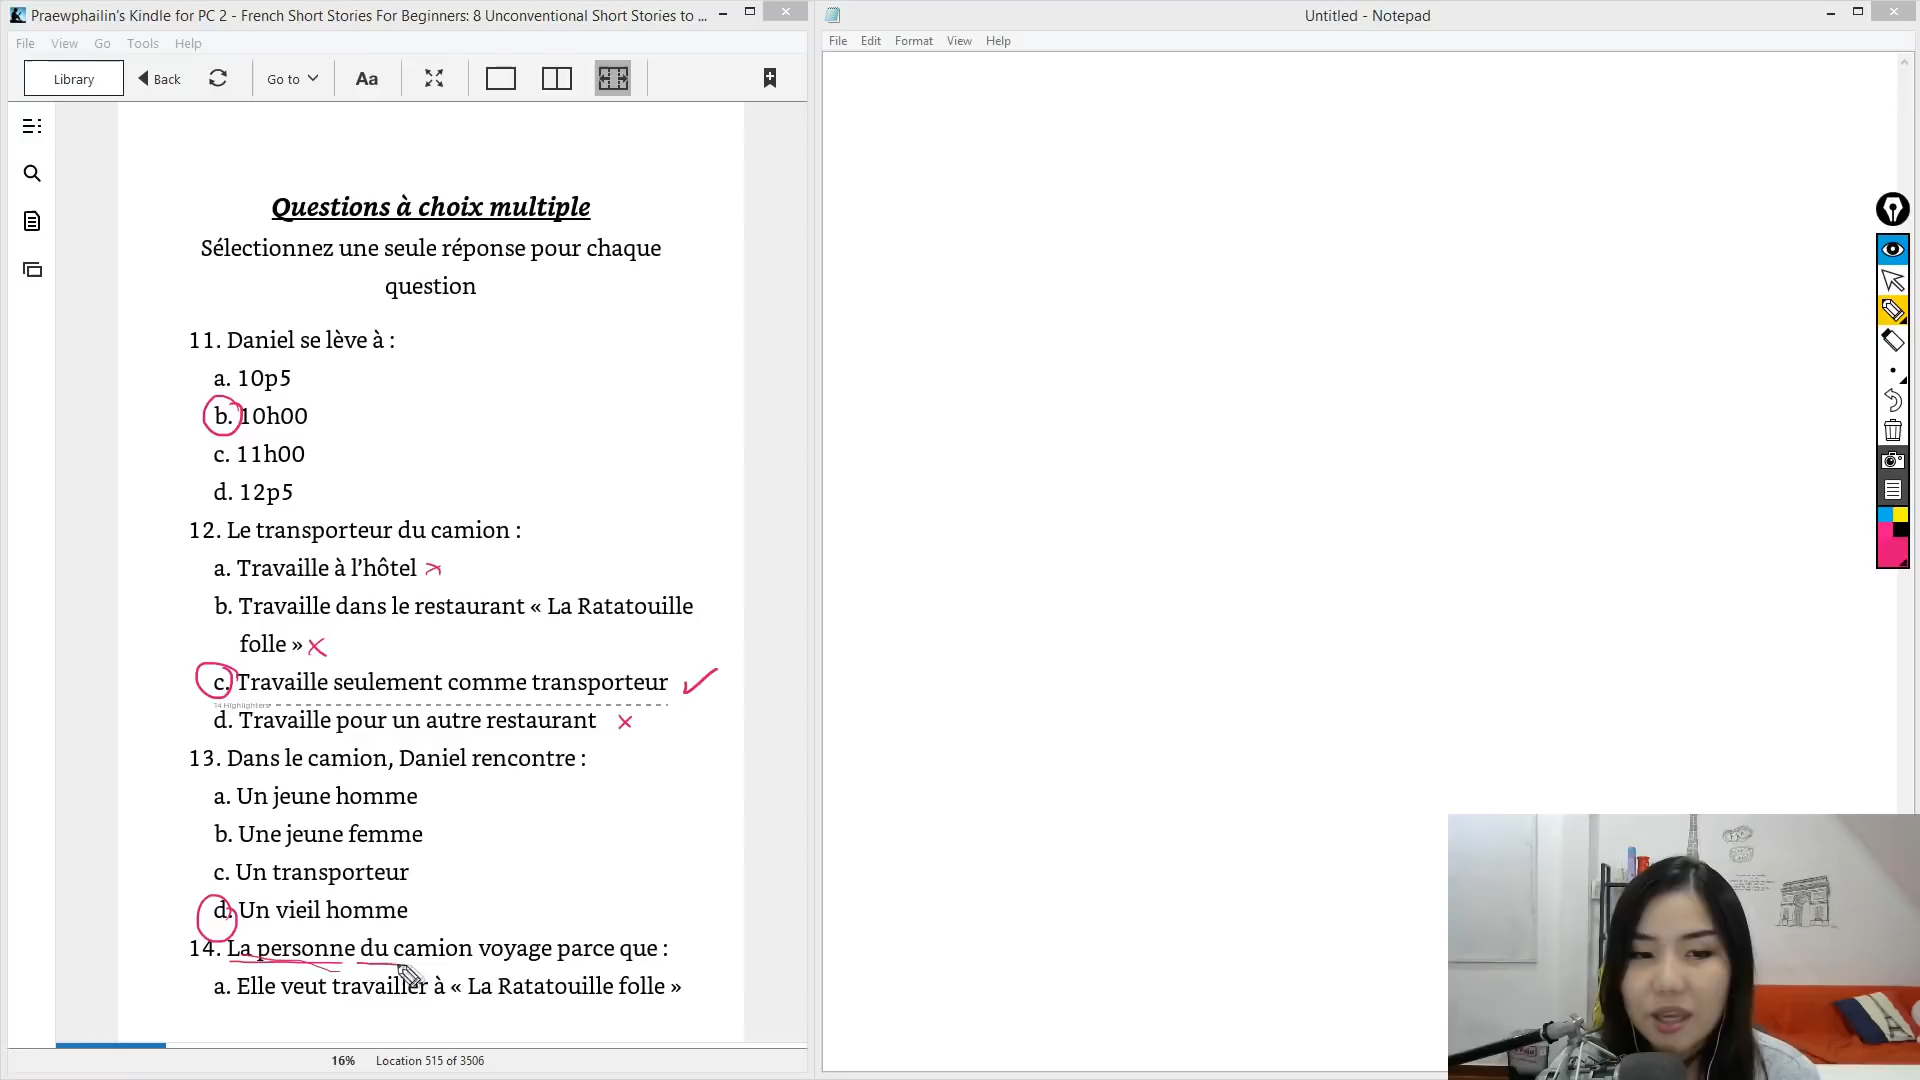 Praewphailin's Kindle for PC 2 - French Short Stories For Beginners: 8 Unconventional Short Stories to ...
File View Go Tools Help
Library Back Go to Aa
Questions à choix multiple
Sélectionnez une seule réponse pour chaque
question
11. Daniel se lève à :
a. 10p5
b. 10h00
c. 11h00
d. 12p5
12. Le transporteur du camion :
a. Travaille à l'hôtel
b. Travaille dans le restaurant « La Ratatouille
folle »
c. Travaille seulement comme transporteur
14 Highlighters
d. Travaille pour un autre restaurant
13. Dans le camion, Daniel rencontre :
a. Un jeune homme
b. Une jeune femme
c. Un transporteur
d. Un vieil homme
14. La personne du camion voyage parce que :
a. Elle veut travailler à « La Ratatouille folle »
16% Location 515 of 3506
Untitled - Notepad
File Edit Format View Help